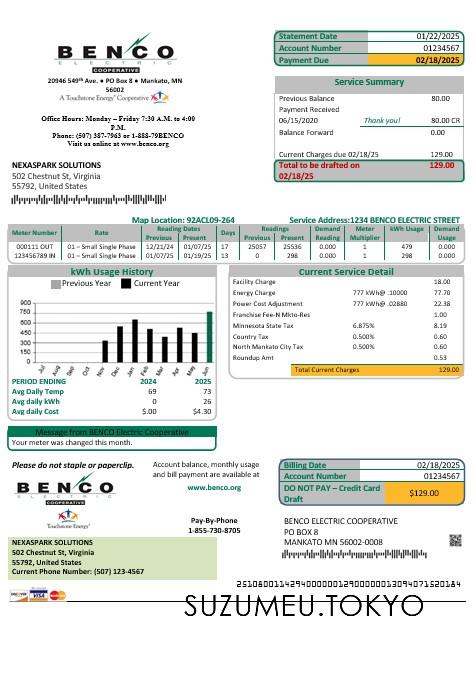 BENCO
ELECTRIC
COOPERATIVE
20946 549th Ave. ● PO Box 8 ● Mankato, MN
56002
A Touchstone Energy® Cooperative
Office Hours: Monday – Friday 7:30 A.M. to 4:00
P.M.
Phone: (507) 387-7963 or 1-888-79BENCO
Visit us online at www.benco.org
Statement Date 01/22/2025
Account Number 01234567
Payment Due 02/18/2025
Service Summary
Previous Balance 80.00
Payment Received
06/15/2020 Thank you! 80.00 CR
Balance Forward 0.00
Current Charges due 02/18/25 129.00
Total to be drafted on 129.00
02/18/25
NEXASPARK SOLUTIONS
502 Chestnut St, Virginia
55792, United States
Map Location: 92ACL09-264 Service Address:1234 BENCO ELECTRIC STREET
Meter Number Rate Reading Dates Previous Present Days Readings Previous Present Demand Reading Meter Multiplier kWh Usage Demand Usage
000111 OUT 01 – Small Single Phase 12/21/24 01/07/25 17 25057 25536 0.000 1 479 0.000
123456789 IN 01 – Small Single Phase 01/07/25 01/19/25 13 0 298 0.000 1 298 0.000
kWh Usage History
Previous Year Current Year
900
750
600
450
300
150
0
Jul Aug Sep Oct Nov Dec Jan Feb Mar Apr May Jun
PERIOD ENDING 2024 2025
Avg Daily Temp 69 73
Avg daily kWh 0 26
Avg daily Cost $.00 $4.30
Current Service Detail
Facility Charge 18.00
Energy Charge 777 kWh@ .10000 77.70
Power Cost Adjustment 777 kWh@ .02880 22.38
Franchise Fee-N Mkto-Res 1.00
Minnesota State Tax 6.875% 8.19
Country Tax 0.500% 0.60
North Mankato City Tax 0.500% 0.60
Roundup Amt 0.53
Total Current Charges 129.00
Message from BENCO Electric Cooperative
Your meter was changed this month.
Please do not staple or paperclip.
BENCO
ELECTRIC
COOPERATIVE
Touchstone Energy®
Account balance, monthly usage
and bill payment are available at
www.benco.org
Pay-By-Phone
1-855-730-8705
Billing Date 02/18/2025
Account Number 01234567
DO NOT PAY – Credit Card
Draft
$129.00
BENCO ELECTRIC COOPERATIVE
PO BOX 8
MANKATO MN 56002-0008
NEXASPARK SOLUTIONS
502 Chestnut St, Virginia
55792, United States
Current Phone Number: (507) 123-4567
DISCOVER VISA MasterCard
SUZUMEU.TOKYO